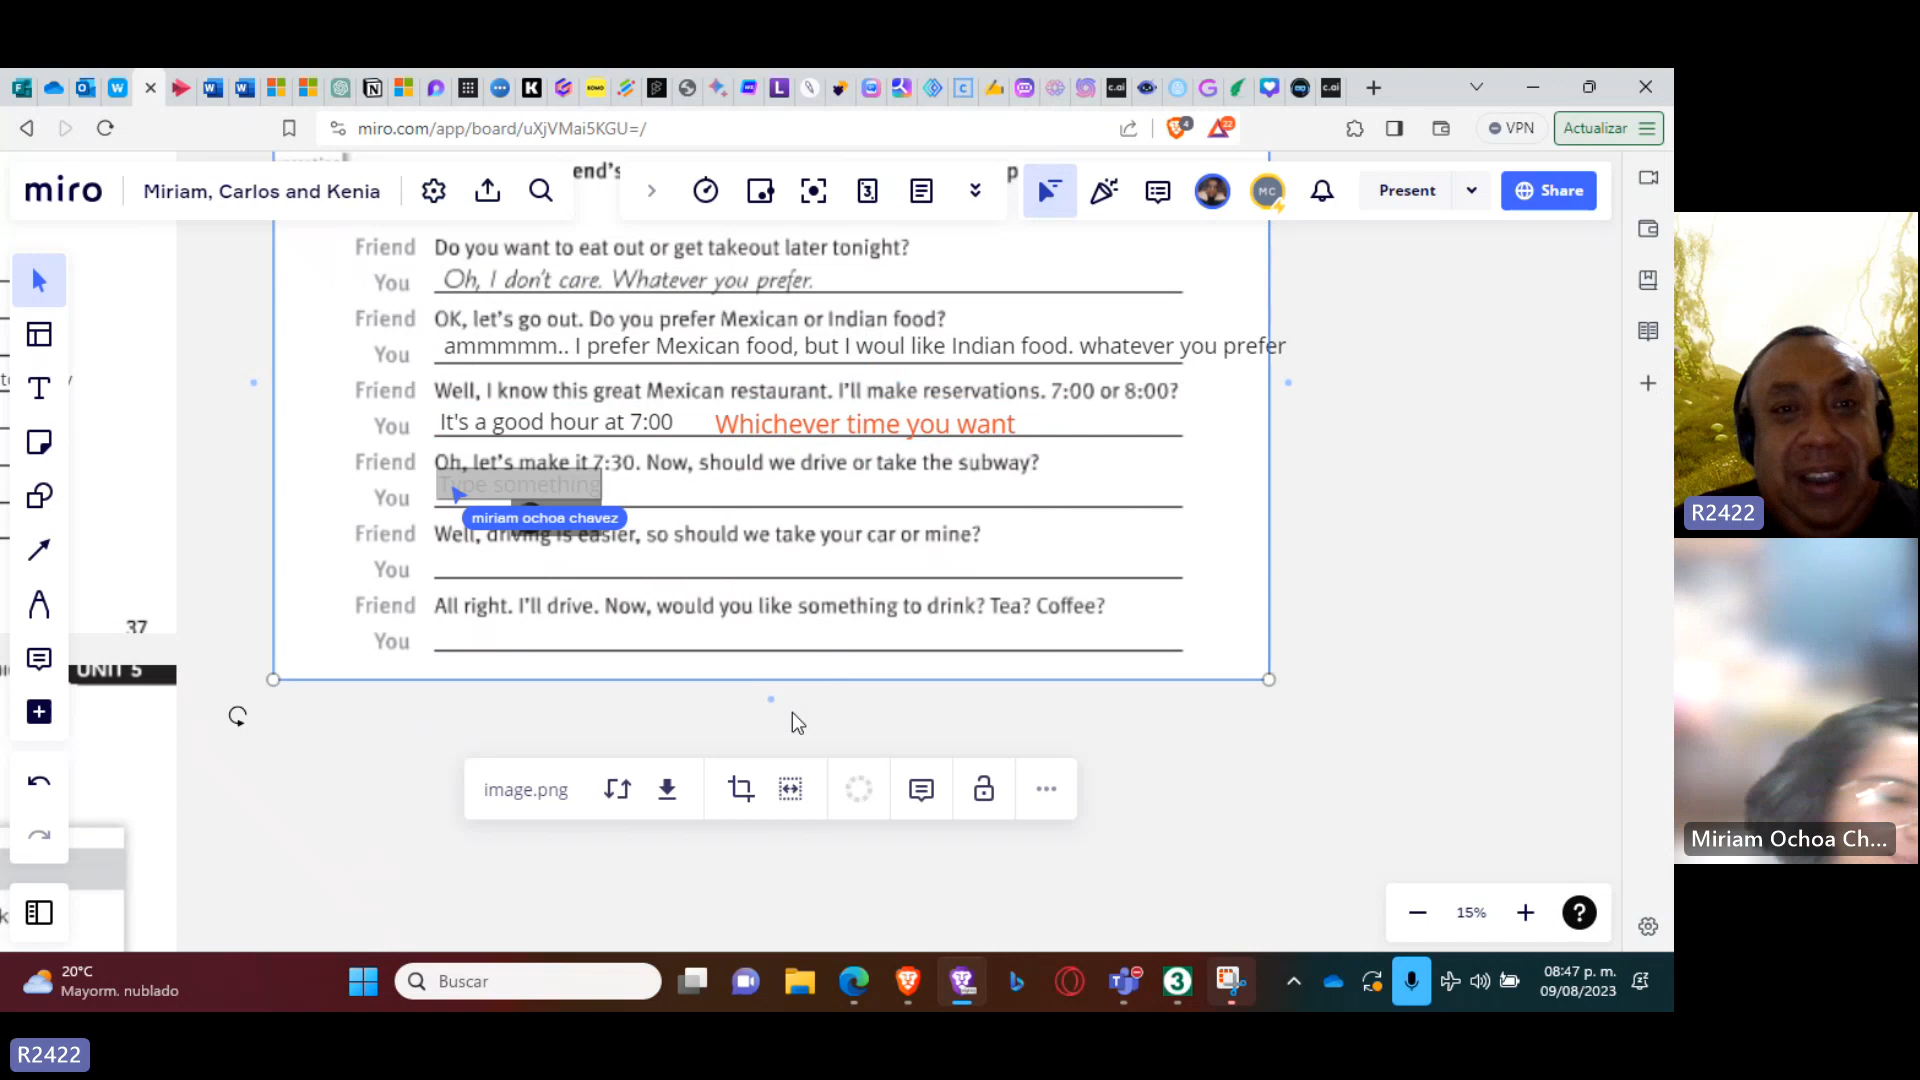 miro.com/app/board/uXjVMai5KGU=/
VPN
Actualizar
miro
Miriam, Carlos and Kenia
end's
p
3
MC
Present
Share
Friend Do you want to eat out or get takeout later tonight?
You Oh, I don't care. Whatever you prefer.
Friend OK, let's go out. Do you prefer Mexican or Indian food?
You ammmmm.. I prefer Mexican food, but I woul like Indian food. whatever you prefer
Friend Well, I know this great Mexican restaurant. I'll make reservations. 7:00 or 8:00?
You It's a good hour at 7:00 Whichever time you want
Friend Oh, let's make it 7:30. Now, should we drive or take the subway?
You Type something
miriam ochoa chavez
Friend Well, driving is easier, so should we take your car or mine?
You
Friend All right. I'll drive. Now, would you like something to drink? Tea? Coffee?
You
37
UNIT 5
image.png
15%
R2422
Miriam Ochoa Ch...
20°C
Mayorm. nublado
Buscar
08:47 p. m.
09/08/2023
R2422